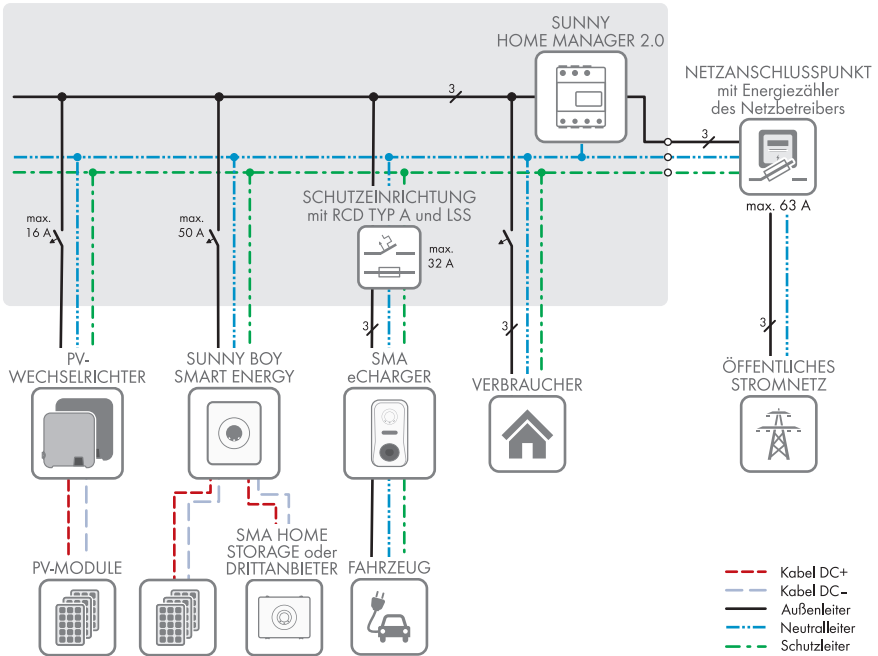 SUNNY
HOME MANAGER 2.0
NETZANSCHLUSSPUNKT
mit Energiezähler
des Netzbetreibers
3
3
max. 63 A
SCHUTZEINRICHTUNG
mit RCD TYP A und LSS
max.
16 A
max.
50 A
max.
32 A
3
3
3
PV-
WECHSELRICHTER
SUNNY BOY
SMART ENERGY
SMA
eCHARGER
VERBRAUCHER
ÖFFENTLICHES
STROMNETZ
PV-MODULE
SMA HOME
STORAGE oder
DRITTANBIETER
FAHRZEUG
Kabel DC+
Kabel DC–
Außenleiter
Neutralleiter
Schutzleiter